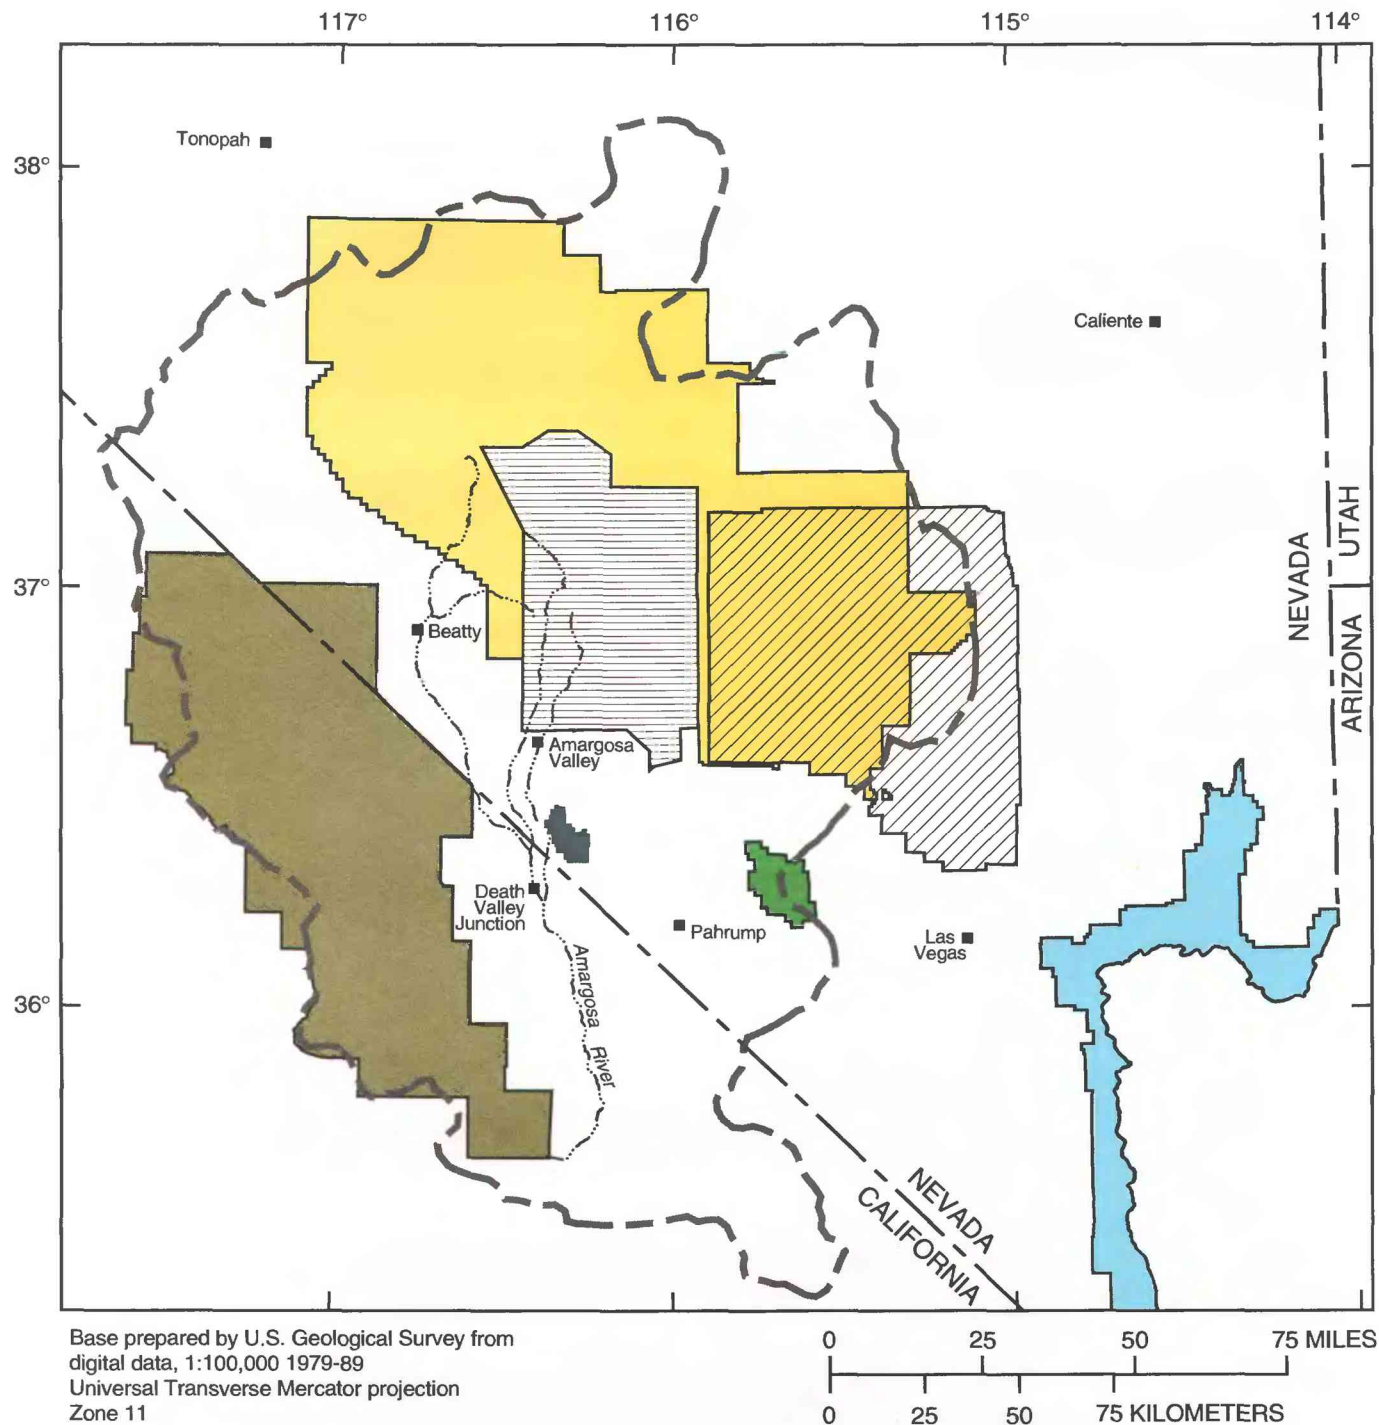 117° 116° 115° 114°
Tonopah
38°
Caliente
37°
NEVADA
UTAH
ARIZONA
Beatty
Amargosa
Valley
Death
Valley
Junction
Pahrump
Las
Vegas
36°
Amargosa River
NEVADA
CALIFORNIA
Base prepared by U.S. Geological Survey from
digital data, 1:100,000 1979-89
Universal Transverse Mercator projection
Zone 11
0 25 50 75 MILES
0 25 50 75 KILOMETERS